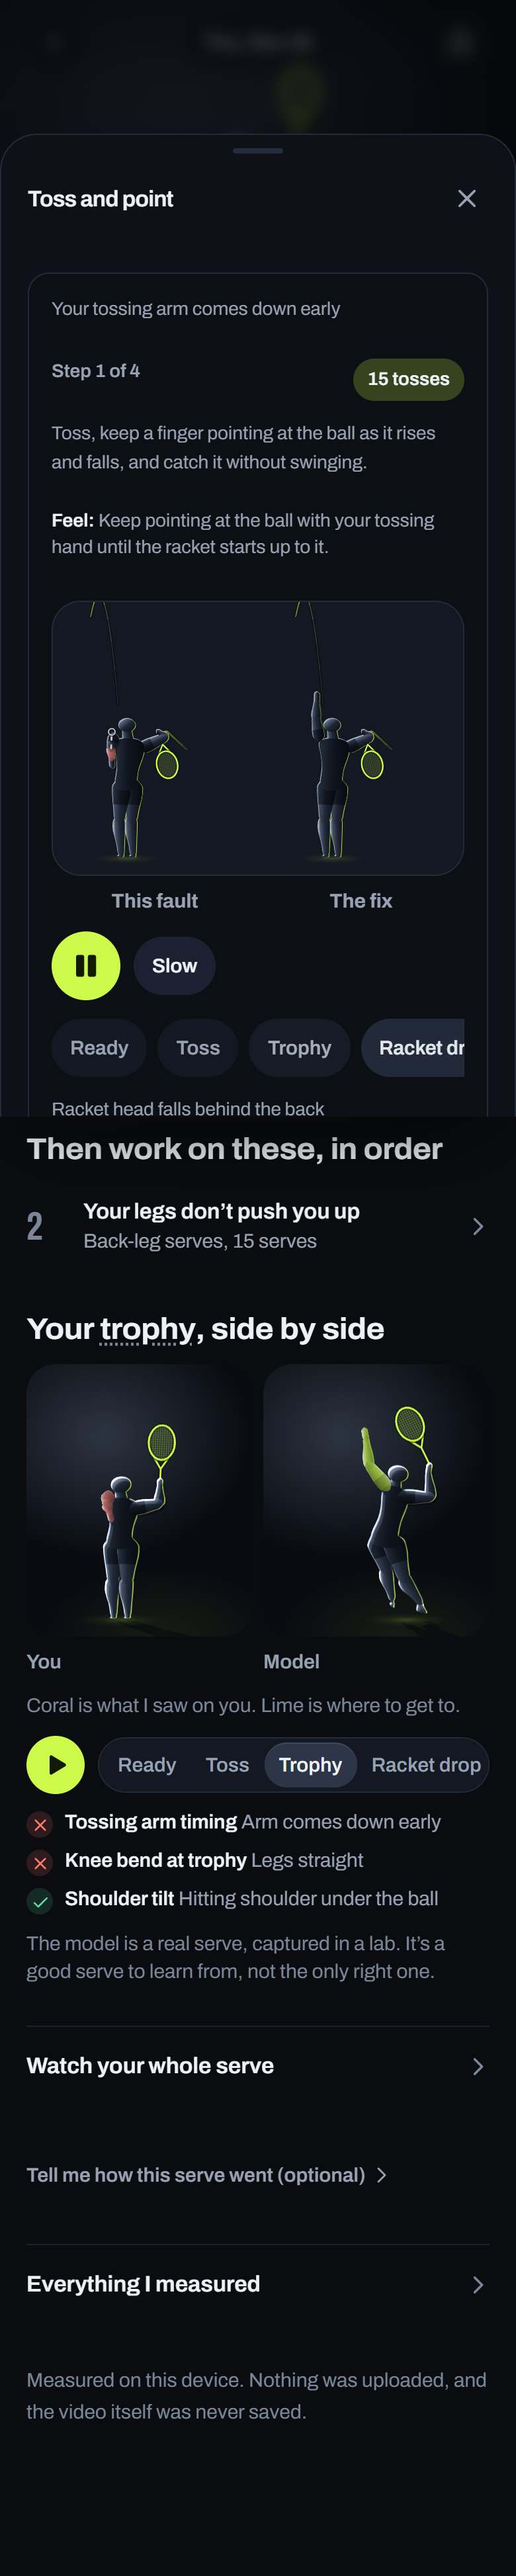 Toss and point
Your tossing arm comes down early
Step 1 of 4
15 tosses
Toss, keep a finger pointing at the ball as it rises
and falls, and catch it without swinging.
Feel: Keep pointing at the ball with your tossing
hand until the racket starts up to it.
This fault
The fix
Slow
Ready
Toss
Trophy
Racket dr
Racket head falls behind the back
Then work on these, in order
2
Your legs don’t push you up
Back-leg serves, 15 serves
Your trophy, side by side
You
Model
Coral is what I saw on you. Lime is where to get to.
Ready
Toss
Trophy
Racket drop
Tossing arm timing Arm comes down early
Knee bend at trophy Legs straight
Shoulder tilt Hitting shoulder under the ball
The model is a real serve, captured in a lab. It’s a
good serve to learn from, not the only right one.
Watch your whole serve
Tell me how this serve went (optional)
Everything I measured
Measured on this device. Nothing was uploaded, and
the video itself was never saved.